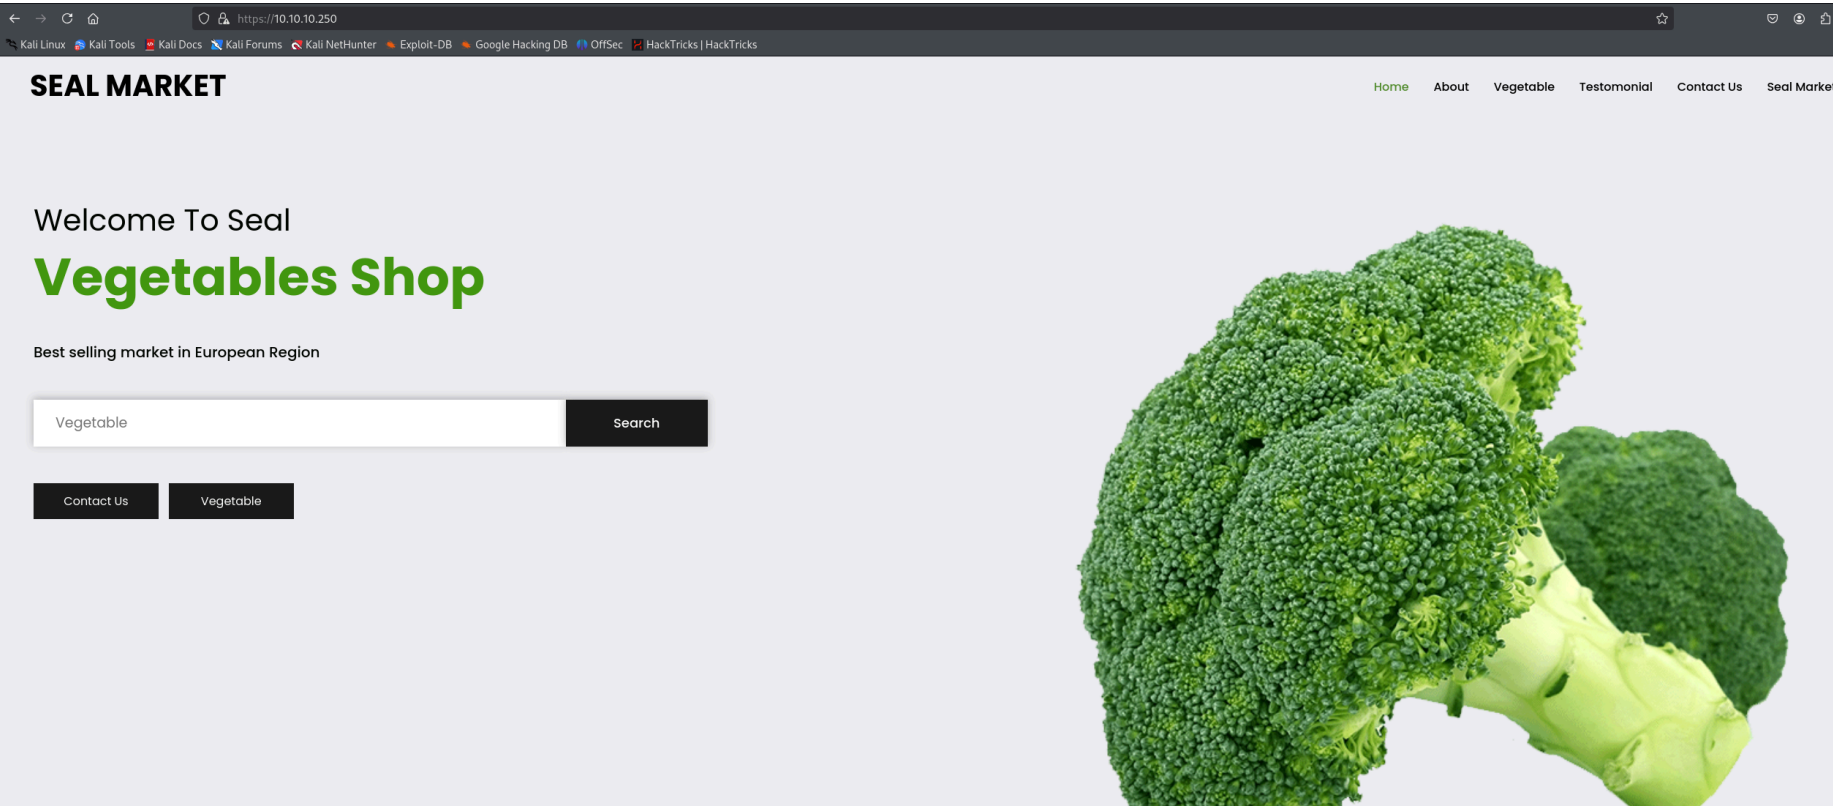 https://10.10.10.250
Kali Linux Kali Tools Kali Docs Kali Forums Kali NetHunter Exploit-DB Google Hacking DB OffSec HackTricks | HackTricks
SEAL MARKET Home About Vegetable Testomonial Contact Us Seal Market
Welcome To Seal
Vegetables Shop
Best selling market in European Region
Vegetable Search
Contact Us Vegetable